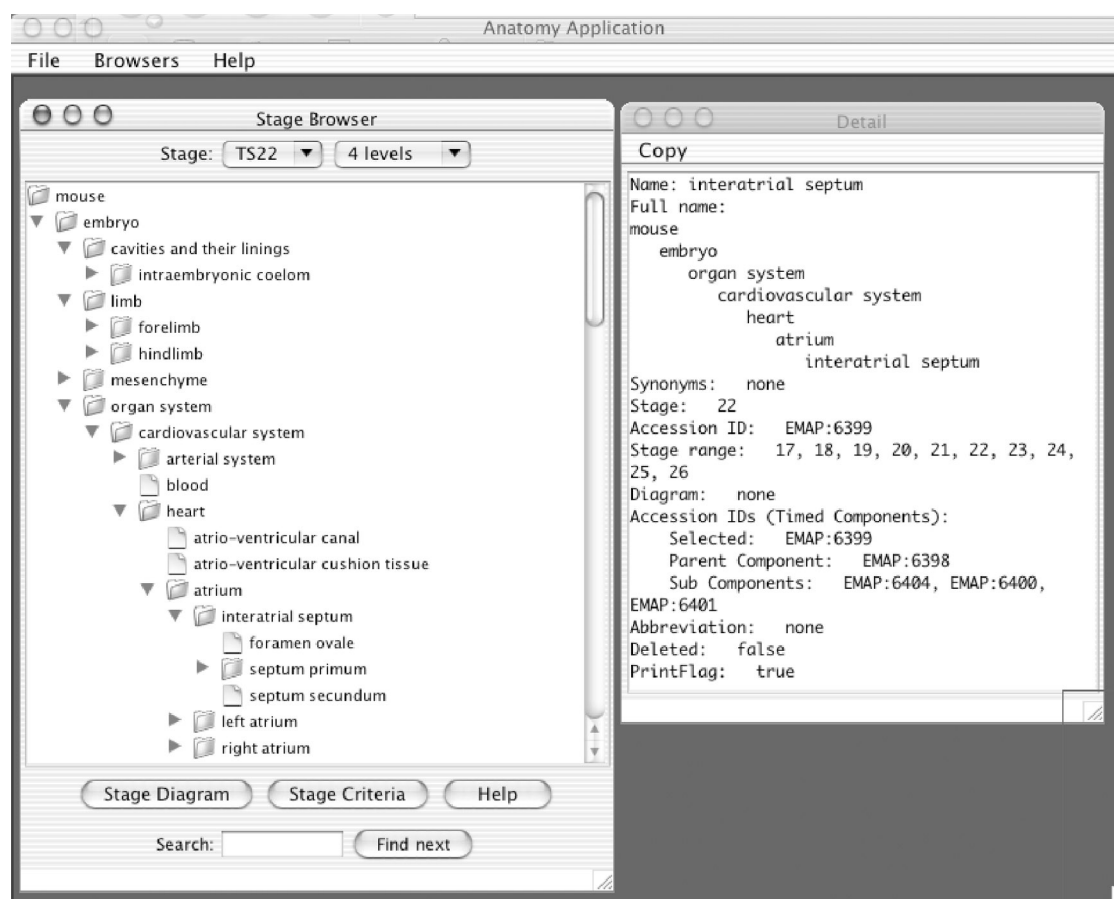 Anatomy Application
File Browsers Help
Stage Browser
Stage: TS22 4 levels
mouse
embryo
cavities and their linings
intraembryonic coelom
limb
forelimb
hindlimb
mesenchyme
organ system
cardiovascular system
arterial system
blood
heart
atrio-ventricular canal
atrio-ventricular cushion tissue
atrium
interatrial septum
foramen ovale
septum primum
septum secundum
left atrium
right atrium
Stage Diagram Stage Criteria Help
Search: Find next
Detail
Copy
Name: interatrial septum
Full name:
mouse
embryo
organ system
cardiovascular system
heart
atrium
interatrial septum
Synonyms: none
Stage: 22
Accession ID: EMAP:6399
Stage range: 17, 18, 19, 20, 21, 22, 23, 24,
25, 26
Diagram: none
Accession IDs (Timed Components):
Selected: EMAP:6399
Parent Component: EMAP:6398
Sub Components: EMAP:6404, EMAP:6400,
EMAP:6401
Abbreviation: none
Deleted: false
PrintFlag: true